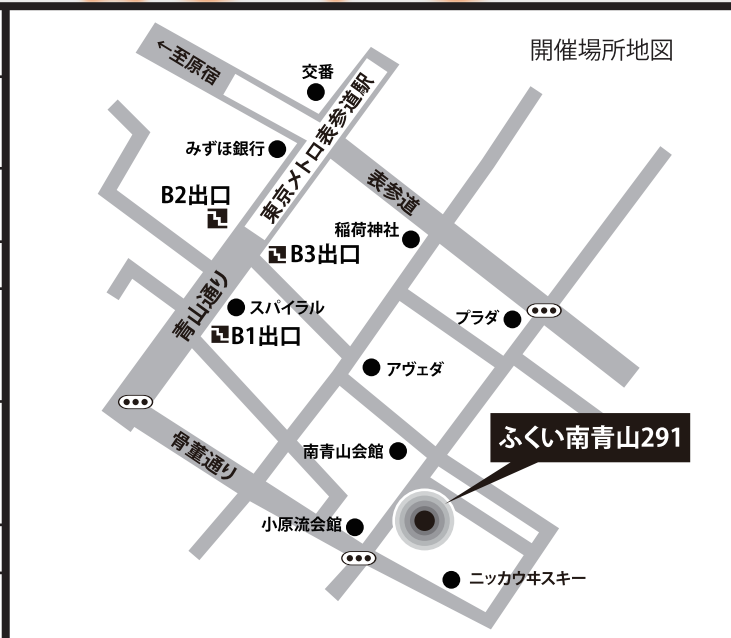 開催場所地図
←至原宿
交番
東京メトロ表参道駅
みずほ銀行
表参道
B2出口
稲荷神社
B3出口
青山通り
スパイラル
プラダ
B1出口
アヴェダ
ふくい南青山291
骨董通り
南青山会館
小原流会館
ニッカウヰスキー